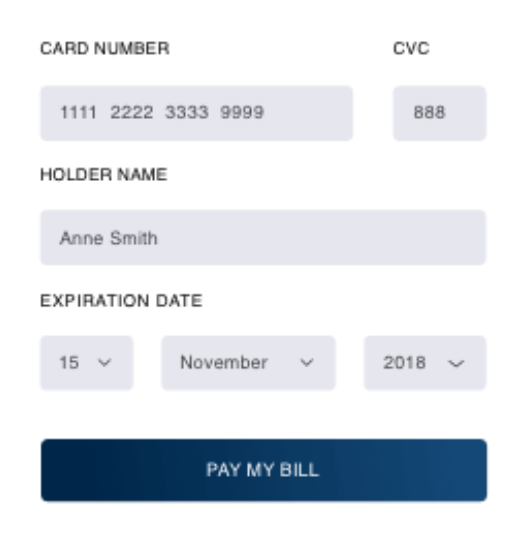 CARD NUMBER CVC
1111 2222 3333 9999 888
HOLDER NAME
Anne Smith
EXPIRATION DATE
15 November 2018
PAY MY BILL